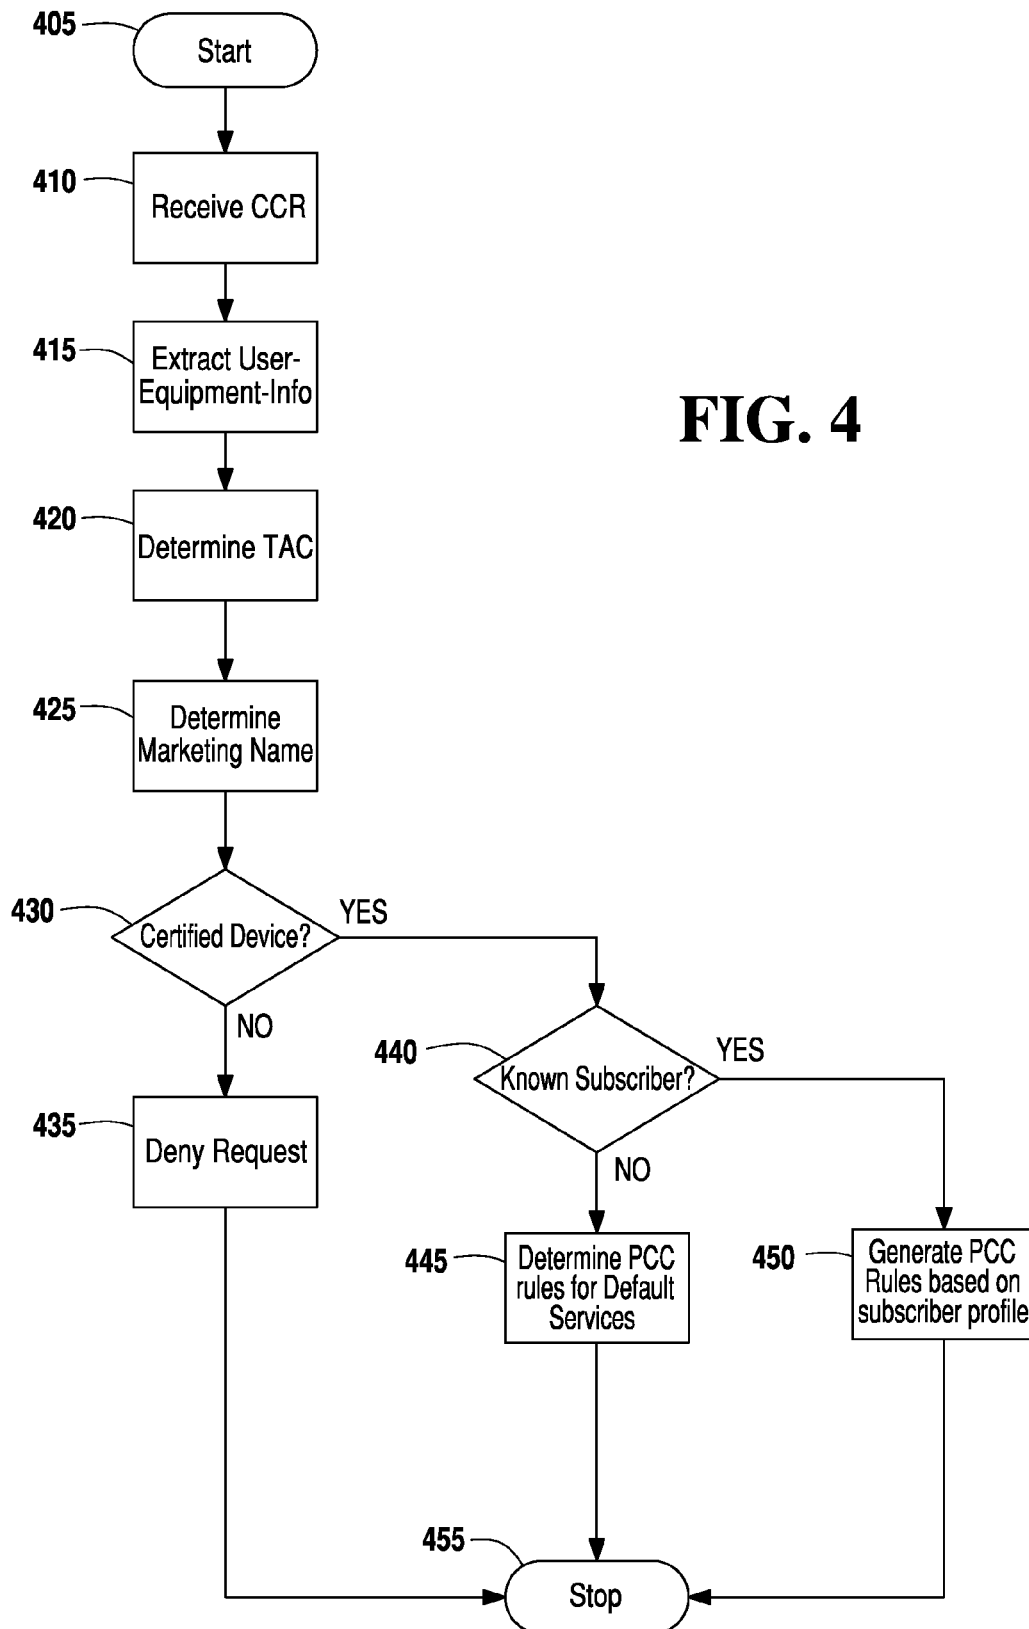 405
Start
410
Receive CCR
415
Extract User-
Equipment-Info
FIG. 4
420
Determine TAC
425
Determine
Marketing Name
430
Certified Device?
YES
NO
440
Known Subscriber?
YES
NO
435
Deny Request
445
Determine PCC
rules for Default
Services
450
Generate PCC
Rules based on
subscriber profile
455
Stop